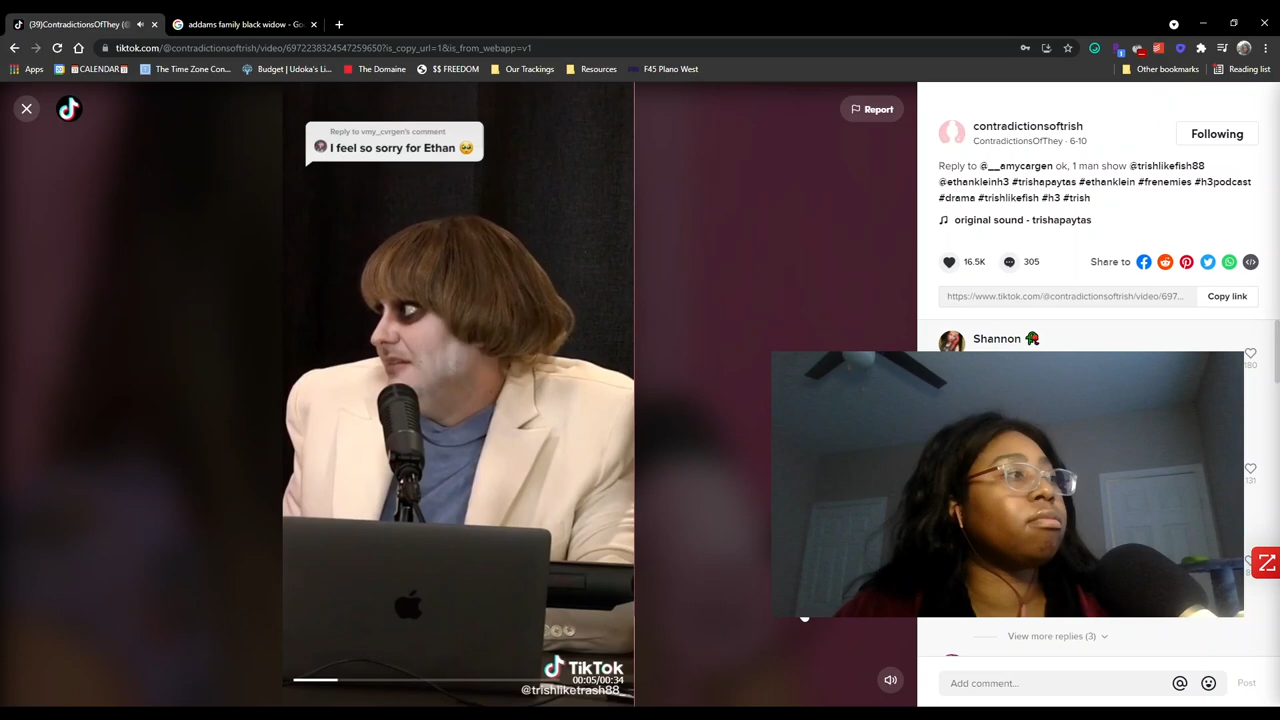 (39)ContradictionsOfThey (
addams family black widow - Go
tiktok.com/@contradictionsoftrish/video/6972238324547259650?is_copy_url=1&is_from_webapp=v1
Apps
CALENDAR
The Time Zone Con...
Budget | Udoka's Li...
The Domaine
$$ FREEDOM
Our Trackings
Resources
F45 Plano West
Other bookmarks
Reading list
Report
Reply to vmy_cvrgen's comment
I feel so sorry for Ethan 🥺
TikTok
00:05/00:34
@trishliketrash88
contradictionsoftrish
ContradictionsOfThey · 6-10
Following
Reply to @__amycargen ok, 1 man show @trishlikefish88
@ethankleinh3 #trishapaytas #ethanklein #frenemies #h3podcast
#drama #trishlikefish #h3 #trish
original sound - trishapaytas
16.5K
305
Share to
https://www.tiktok.com/@contradictionsoftrish/video/697...
Copy link
Shannon 🥀
180
131
View more replies (3)
Add comment...
Post